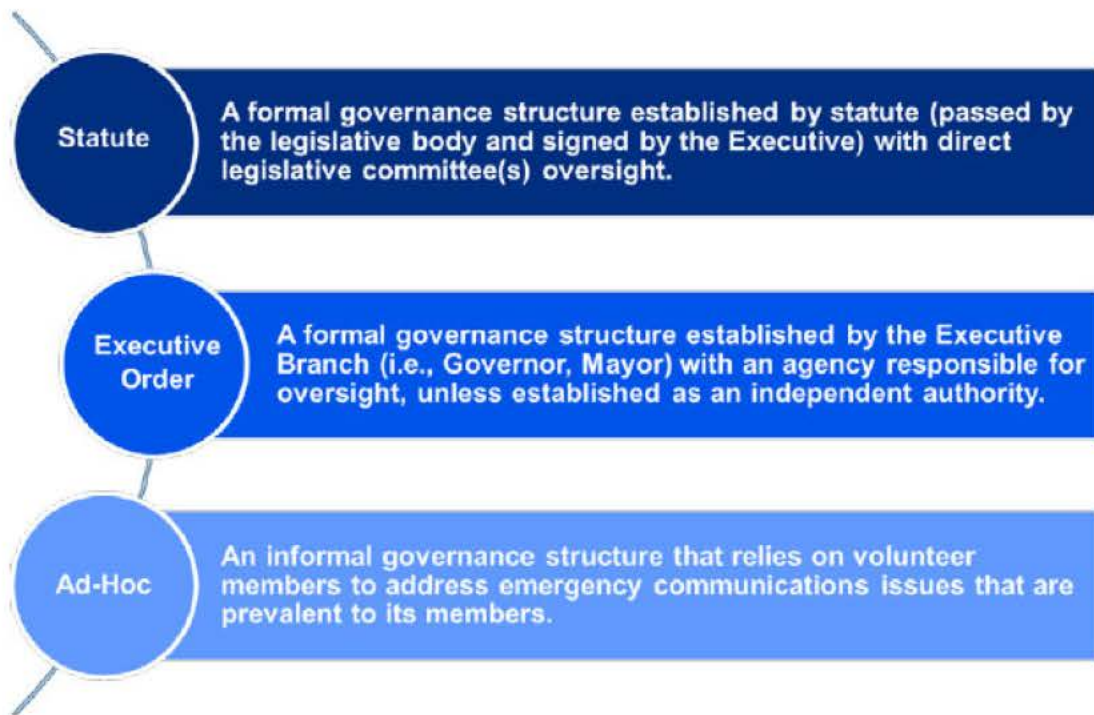 Statute
A formal governance structure established by statute (passed by
the legislative body and signed by the Executive) with direct
legislative committee(s) oversight.
Executive
Order
A formal governance structure established by the Executive
Branch (i.e., Governor, Mayor) with an agency responsible for
oversight, unless established as an independent authority.
Ad-Hoc
An informal governance structure that relies on volunteer
members to address emergency communications issues that are
prevalent to its members.